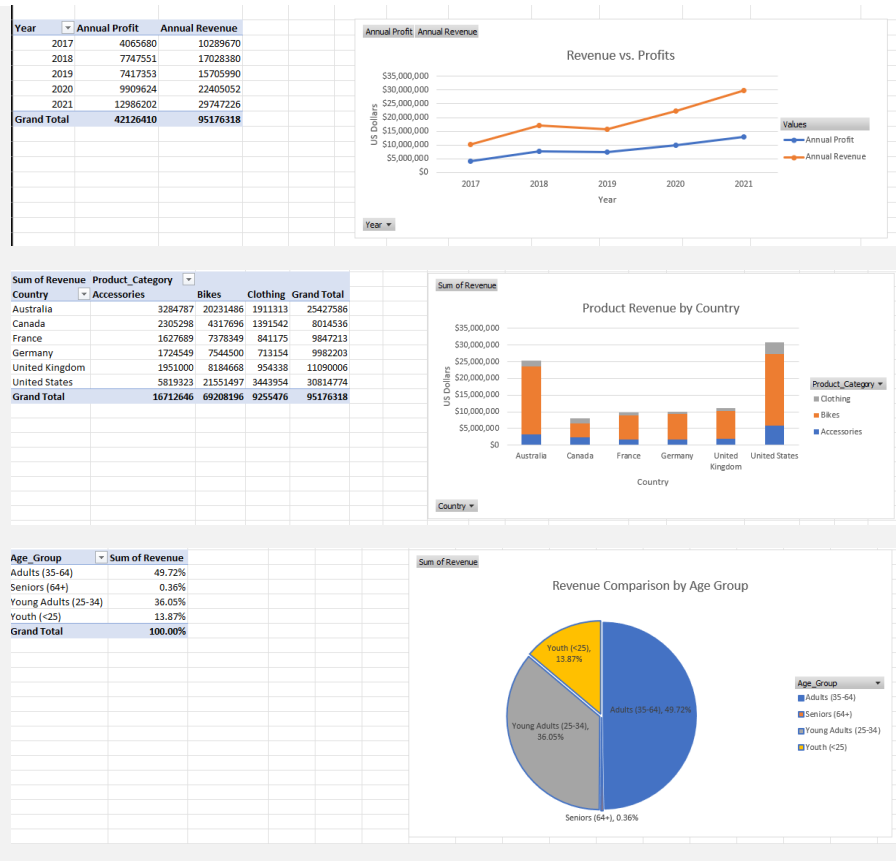 Year Annual Profit Annual Revenue
2017 4065680 10289670
2018 7747551 17028380
2019 7417353 15705990
2020 9909624 22405052
2021 12986202 29747226
Grand Total 42126410 95176318
Annual Profit Annual Revenue
Revenue vs. Profits
US Dollars
$35,000,000
$30,000,000
$25,000,000
$20,000,000
$15,000,000
$10,000,000
$5,000,000
$0
2017 2018 2019 2020 2021
Year
Values
Annual Profit
Annual Revenue
Year
Sum of Revenue Product_Category
Country Accessories Bikes Clothing Grand Total
Australia 3284787 20231486 1911313 25427586
Canada 2305298 4317696 1391542 8014536
France 1627689 7378349 841175 9847213
Germany 1724549 7544500 713154 9982203
United Kingdom 1951000 8184668 954338 11090006
United States 5819323 21551497 3443954 30814774
Grand Total 16712646 69208196 9255476 95176318
Sum of Revenue
Product Revenue by Country
US Dollars
$35,000,000
$30,000,000
$25,000,000
$20,000,000
$15,000,000
$10,000,000
$5,000,000
$0
Australia Canada France Germany United Kingdom United States
Country
Product_Category
Clothing
Bikes
Accessories
Country
Age_Group Sum of Revenue
Adults (35-64) 49.72%
Seniors (64+) 0.36%
Young Adults (25-34) 36.05%
Youth (<25) 13.87%
Grand Total 100.00%
Sum of Revenue
Revenue Comparison by Age Group
Youth (<25),
13.87%
Adults (35-64), 49.72%
Young Adults (25-34),
36.05%
Seniors (64+), 0.36%
Age_Group
Adults (35-64)
Seniors (64+)
Young Adults (25-34)
Youth (<25)